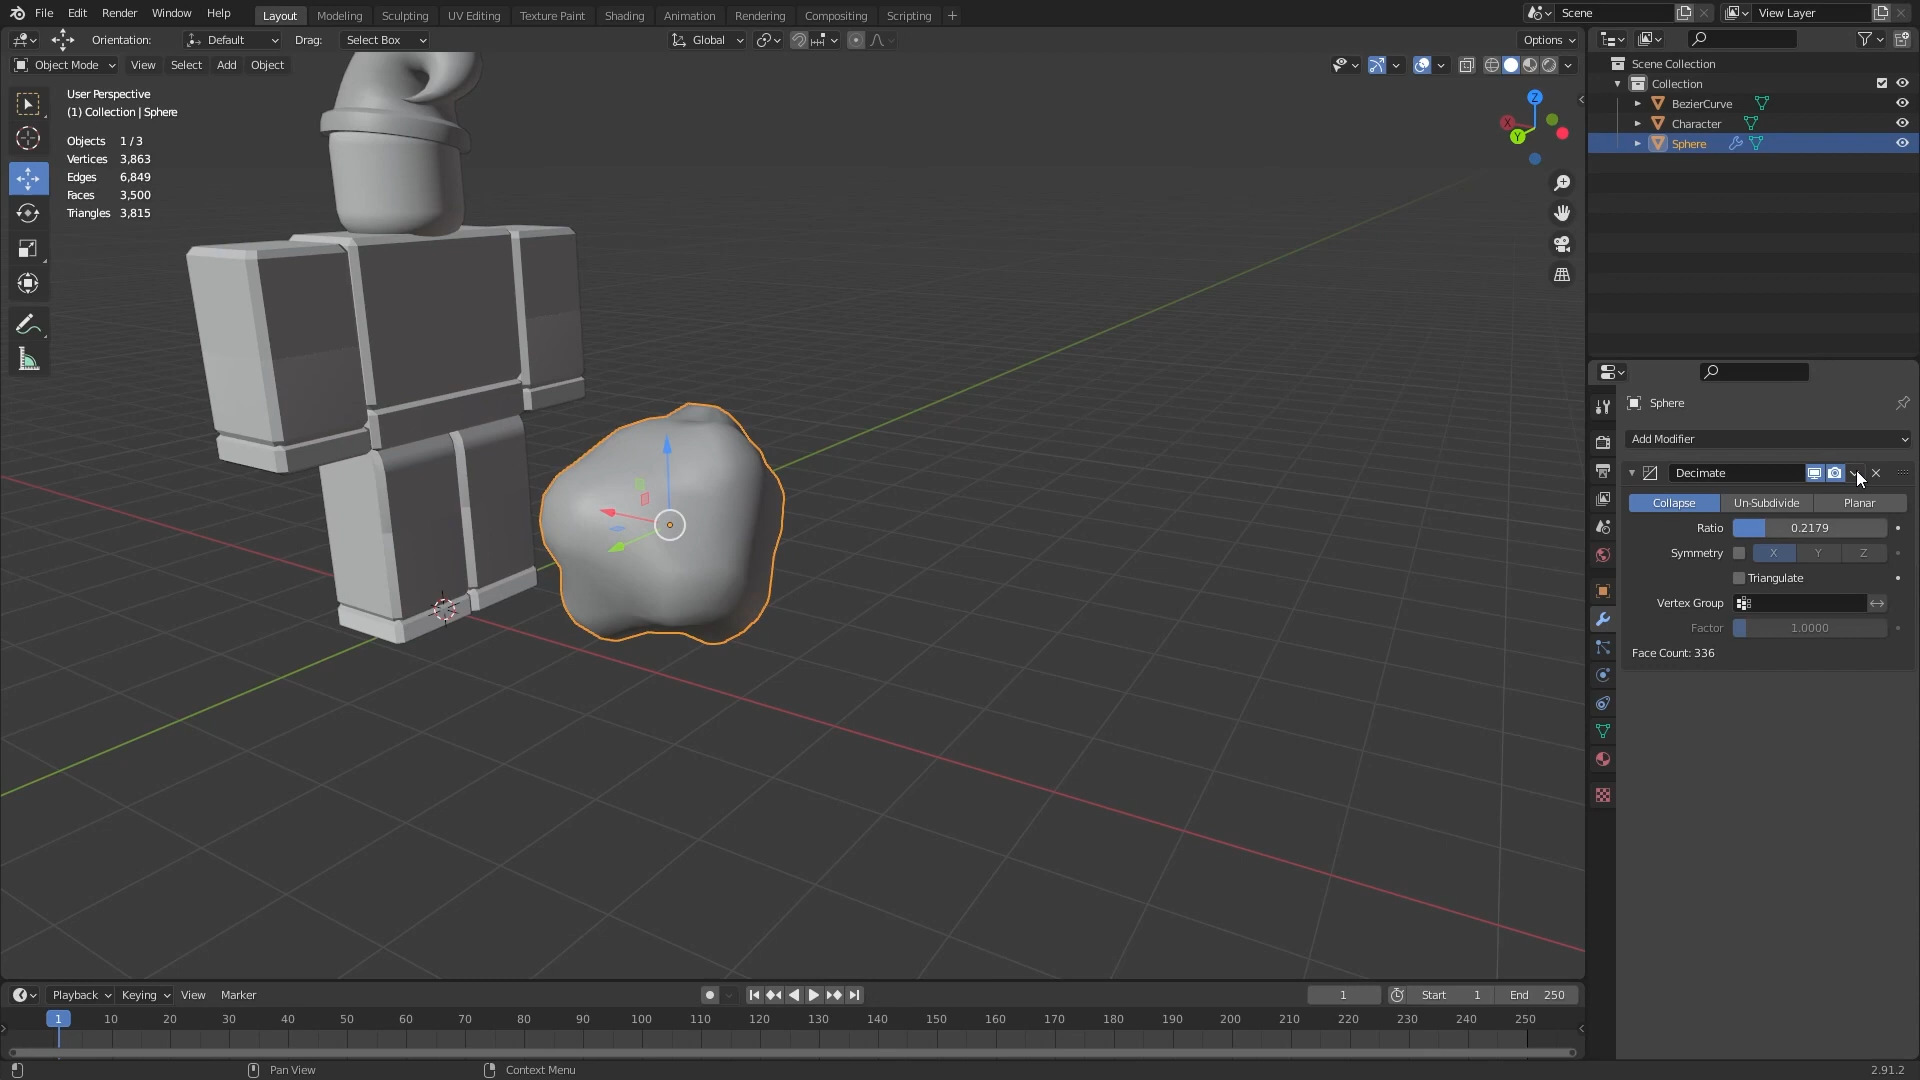 File Edit Render Window Help Layout Modeling Sculpting UV Editing Texture Paint Shading Animation Rendering Compositing Scripting + Scene View Layer
Orientation: Default Drag: Select Box Global Options
Object Mode View Select Add Object
User Perspective
(1) Collection | Sphere
Objects 1 / 3
Vertices 3,863
Edges 6,849
Faces 3,500
Triangles 3,815
Z
X
Y
Scene Collection
Collection
BezierCurve
Character
Sphere
Sphere
Add Modifier
Decimate
Collapse Un-Subdivide Planar
Ratio 0.2179
Symmetry X Y Z
Triangulate
Vertex Group
Factor 1.0000
Face Count: 336
Playback Keying View Marker 1 Start 1 End 250
1 10 20 30 40 50 60 70 80 90 100 110 120 130 140 150 160 170 180 190 200 210 220 230 240 250
Pan View Context Menu 2.91.2